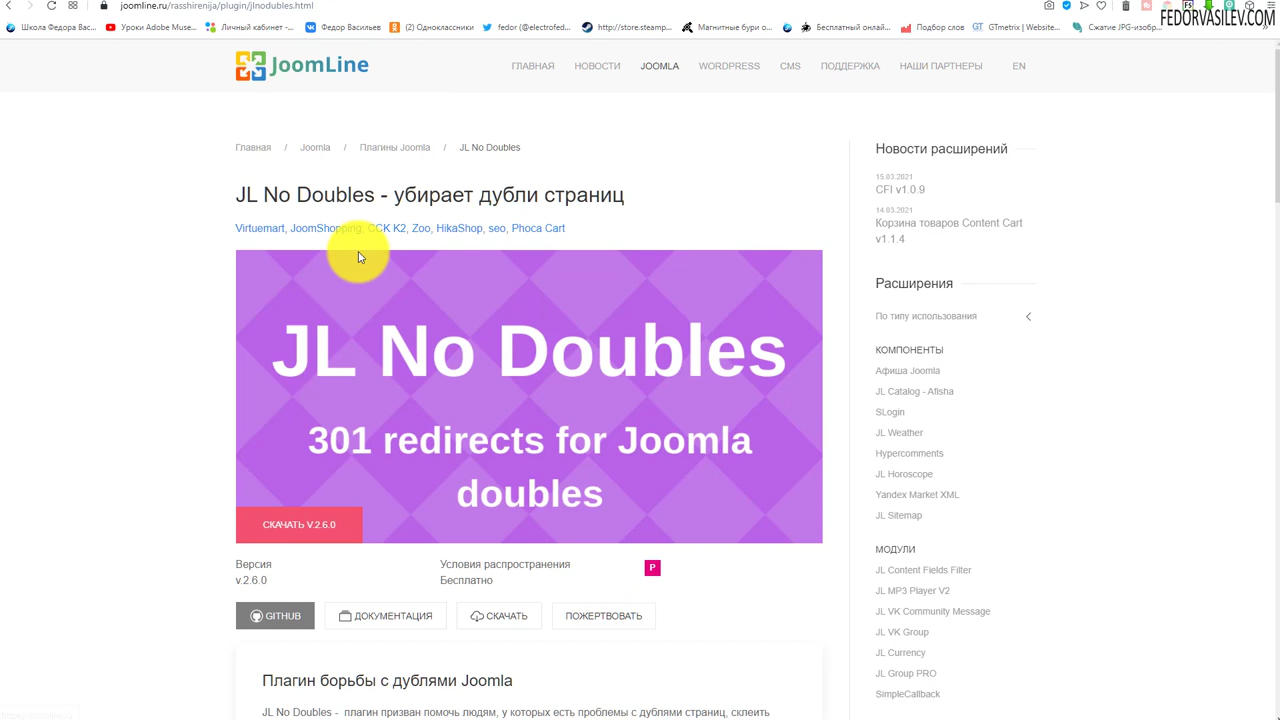 joomline.ru/rasshirenija/plugin/jlnodubles.html
FEDORVASILEV.COM
Школа Федора Вас...
Уроки Adobe Muse...
Личный кабинет -...
Федор Васильев
(2) Одноклассники
fedor (@electrofed...
http://store.steamp...
Магнитные бури о...
Бесплатный онлай...
Подбор слов
GTmetrix | Website...
Сжатие JPG-изобр...
JoomLine
ГЛАВНАЯ
НОВОСТИ
JOOMLA
WORDPRESS
CMS
ПОДДЕРЖКА
НАШИ ПАРТНЕРЫ
EN
Главная / Joomla / Плагины Joomla / JL No Doubles
JL No Doubles - убирает дубли страниц
Virtuemart, JoomShopping, CCK K2, Zoo, HikaShop, seo, Phoca Cart
JL No Doubles
301 redirects for Joomla
doubles
СКАЧАТЬ V.2.6.0
Версия
v.2.6.0
Условия распространения
Бесплатно
P
GITHUB
ДОКУМЕНТАЦИЯ
СКАЧАТЬ
ПОЖЕРТВОВАТЬ
Плагин борьбы с дублями Joomla
JL No Doubles - плагин призван помочь людям, у которых есть проблемы с дублями страниц, склеить
Новости расширений
15.03.2021
CFI v1.0.9
14.03.2021
Корзина товаров Content Cart
v1.1.4
Расширения
По типу использования
КОМПОНЕНТЫ
Афиша Joomla
JL Catalog - Afisha
SLogin
JL Weather
Hypercomments
JL Horoscope
Yandex Market XML
JL Sitemap
МОДУЛИ
JL Content Fields Filter
JL MP3 Player V2
JL VK Community Message
JL VK Group
JL Currency
JL Group PRO
SimpleCallback